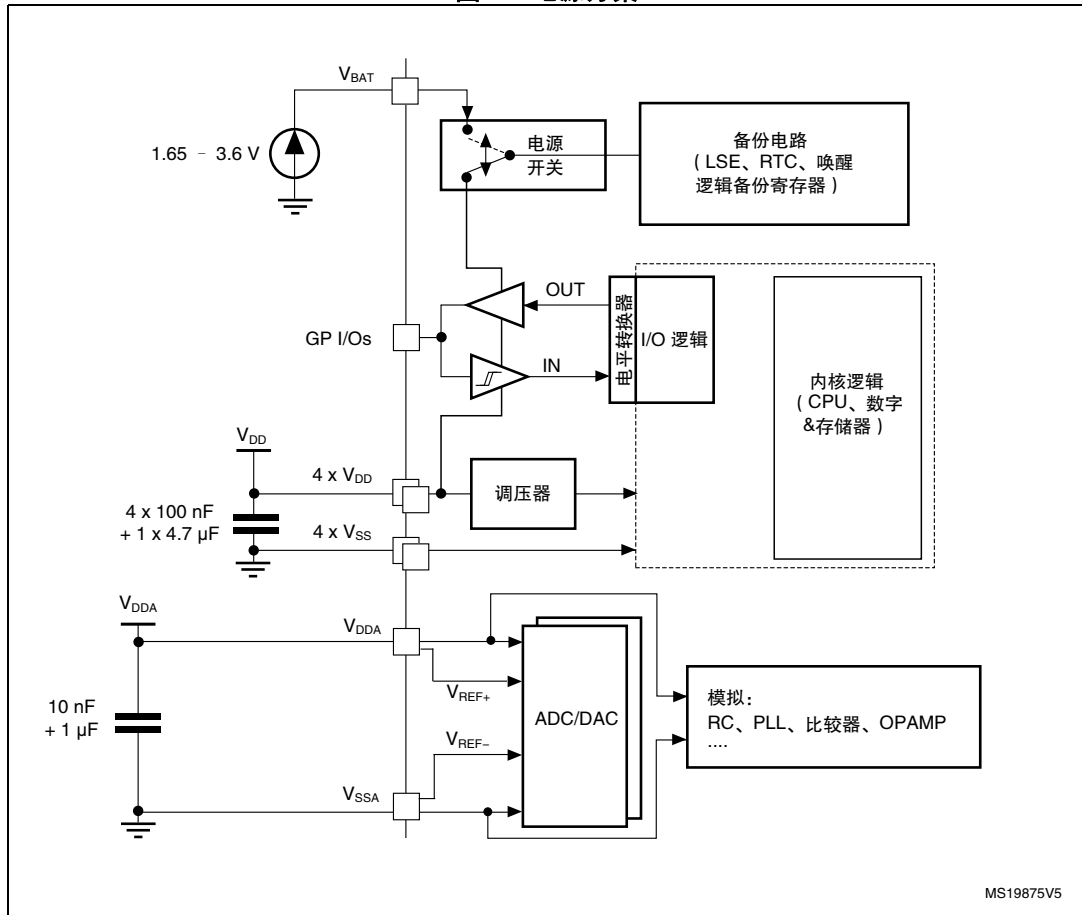 V_BAT
1.65 – 3.6 V
电源
开关
备份电路
( LSE、RTC、唤醒
逻辑备份寄存器 )
OUT
GP I/Os
IN
电平转换器
I/O 逻辑
内核逻辑
( CPU、数字
&存储器 )
V_DD
4 x V_DD
调压器
4 x 100 nF
+ 1 x 4.7 µF
4 x V_SS
V_DDA
V_DDA
V_REF+
10 nF
+ 1 µF
ADC/DAC
V_REF–
V_SSA
模拟:
RC、PLL、比较器、OPAMP
....
MS19875V5